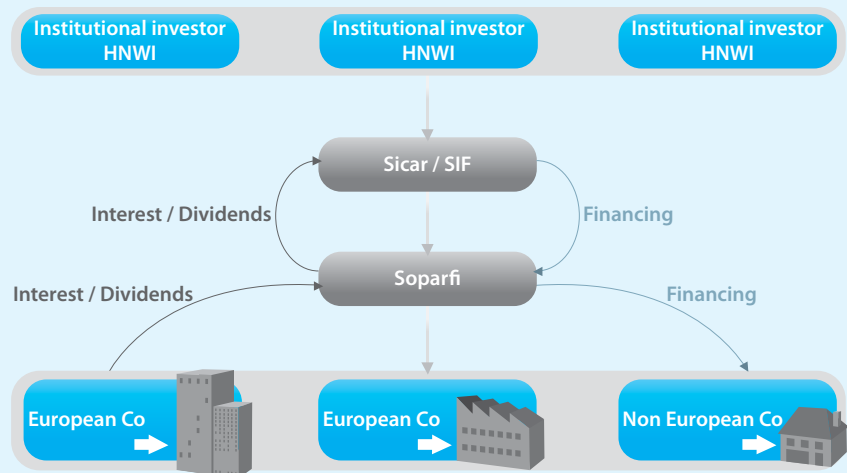 Institutional investor
HNWI
Institutional investor
HNWI
Institutional investor
HNWI
Sicar / SIF
Interest / Dividends
Financing
Soparfi
Interest / Dividends
Financing
European Co
European Co
Non European Co